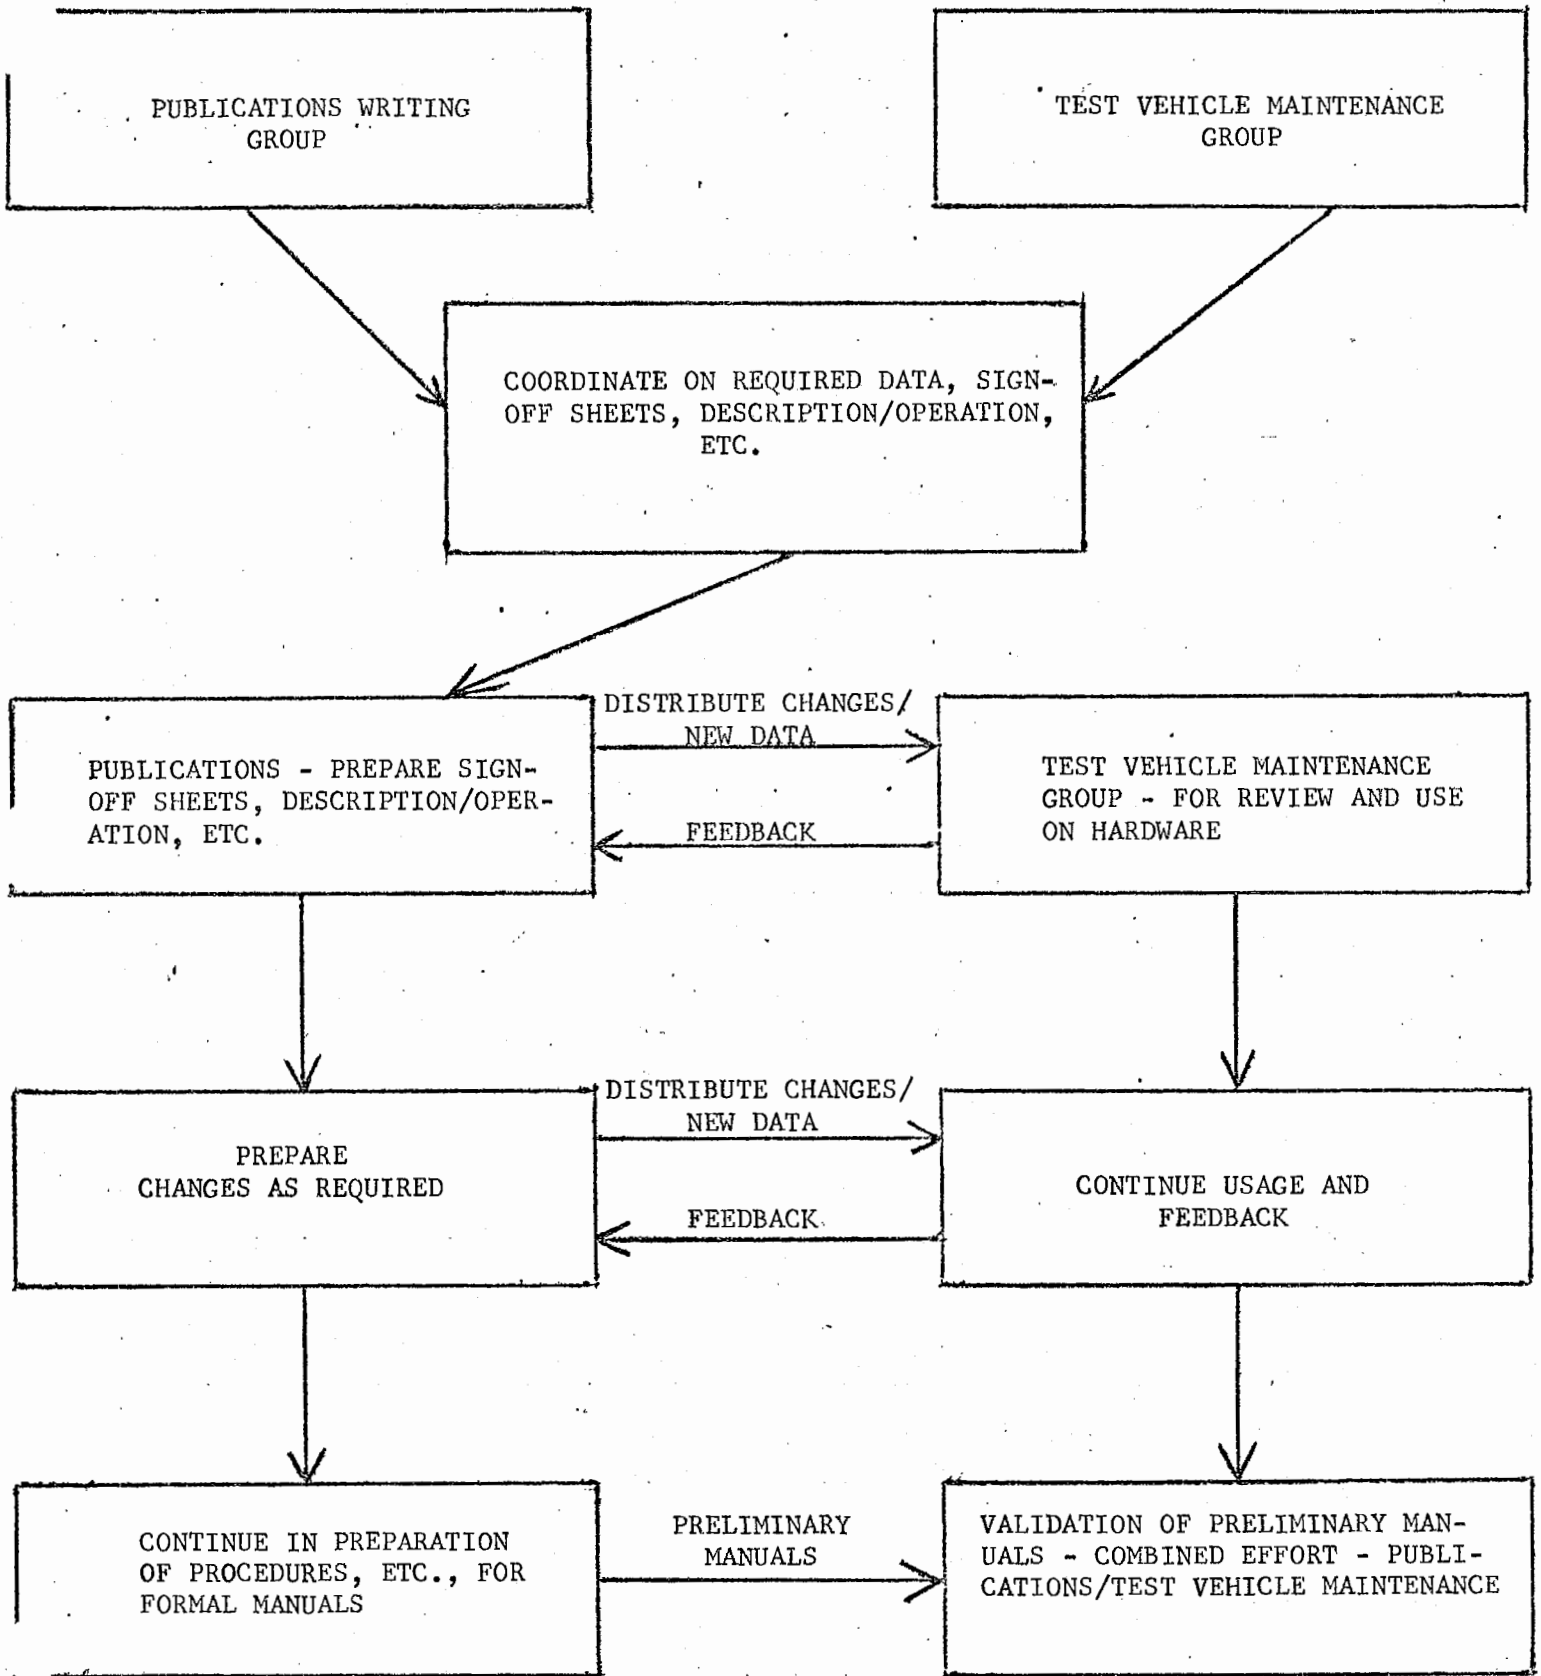 PUBLICATIONS WRITING
GROUP
TEST VEHICLE MAINTENANCE
GROUP
COORDINATE ON REQUIRED DATA, SIGN-
OFF SHEETS, DESCRIPTION/OPERATION,
ETC.
DISTRIBUTE CHANGES/
NEW DATA
PUBLICATIONS - PREPARE SIGN-
OFF SHEETS, DESCRIPTION/OPER-
ATION, ETC.
FEEDBACK
TEST VEHICLE MAINTENANCE
GROUP - FOR REVIEW AND USE
ON HARDWARE
DISTRIBUTE CHANGES/
NEW DATA
PREPARE
CHANGES AS REQUIRED
FEEDBACK
CONTINUE USAGE AND
FEEDBACK
CONTINUE IN PREPARATION
OF PROCEDURES, ETC., FOR
FORMAL MANUALS
PRELIMINARY
MANUALS
VALIDATION OF PRELIMINARY MAN-
UALS - COMBINED EFFORT - PUBLI-
CATIONS/TEST VEHICLE MAINTENANCE